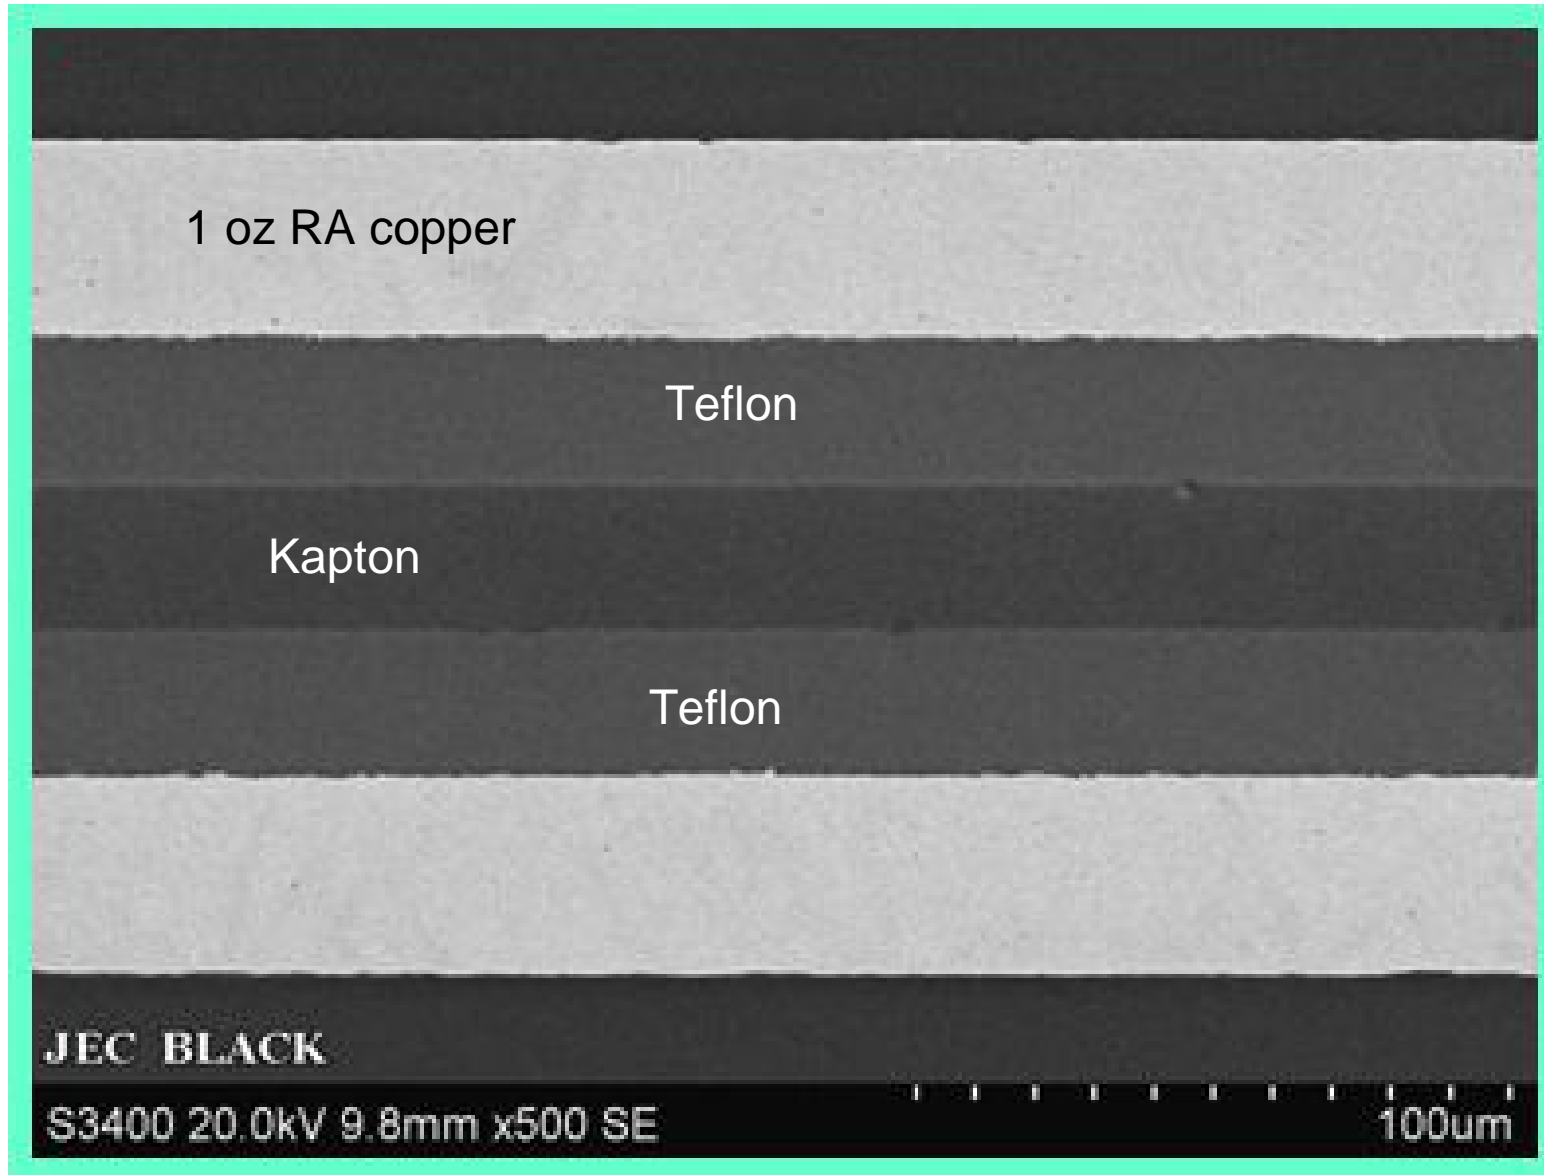 1 oz RA copper
Teflon
Kapton
Teflon
JEC BLACK
S3400 20.0kV 9.8mm x500 SE
100um